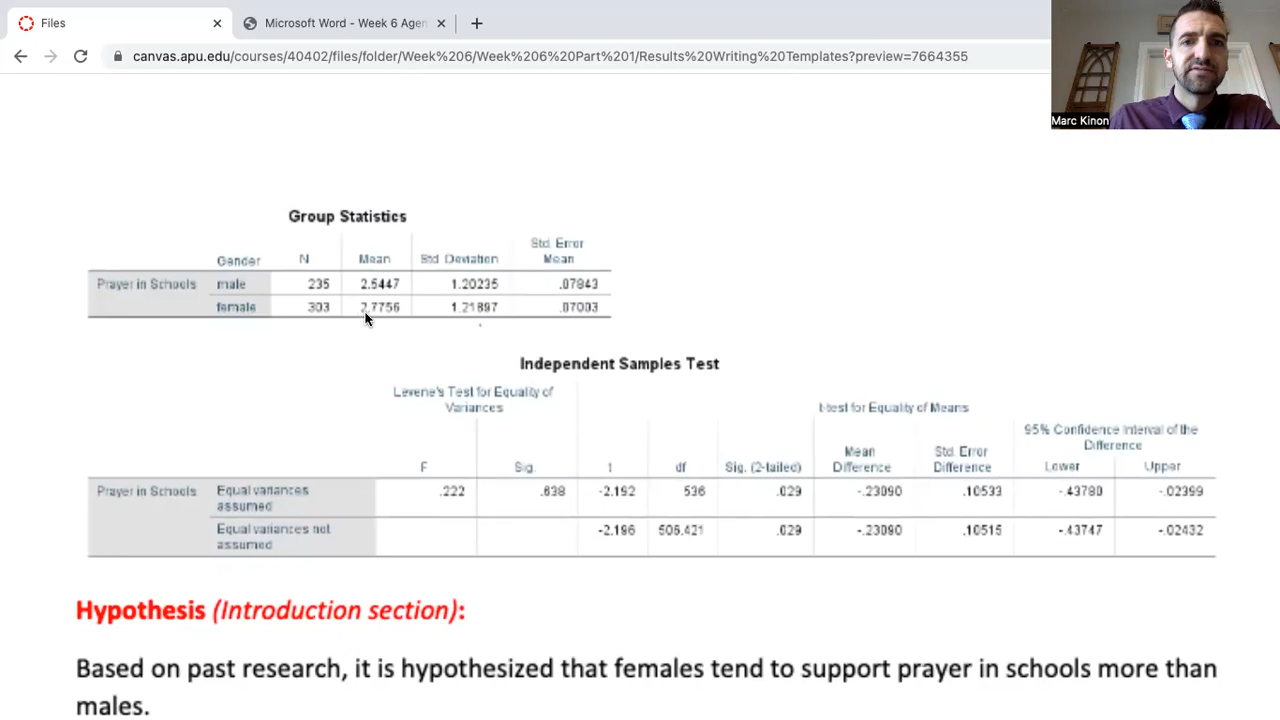 Files
Microsoft Word - Week 6 Agen
canvas.apu.edu/courses/40402/files/folder/Week%206/Week%206%20Part%201/Results%20Writing%20Templates?preview=7664355
Marc Kinon
Group Statistics
Gender N Mean Std. Deviation Std. Error Mean
Prayer in Schools male 235 2.5447 1.20235 .07843
female 303 2.7756 1.21897 .07003
Independent Samples Test
Levene's Test for Equality of Variances
t-test for Equality of Means
95% Confidence Interval of the Difference
F Sig. t df Sig. (2-tailed) Mean Difference Std. Error Difference Lower Upper
Prayer in Schools Equal variances assumed .222 .638 -2.192 536 .029 -.23090 .10533 -.43780 -.02399
Equal variances not assumed -2.196 506.421 .029 -.23090 .10515 -.43747 -.02432
Hypothesis (Introduction section):
Based on past research, it is hypothesized that females tend to support prayer in schools more than
males.